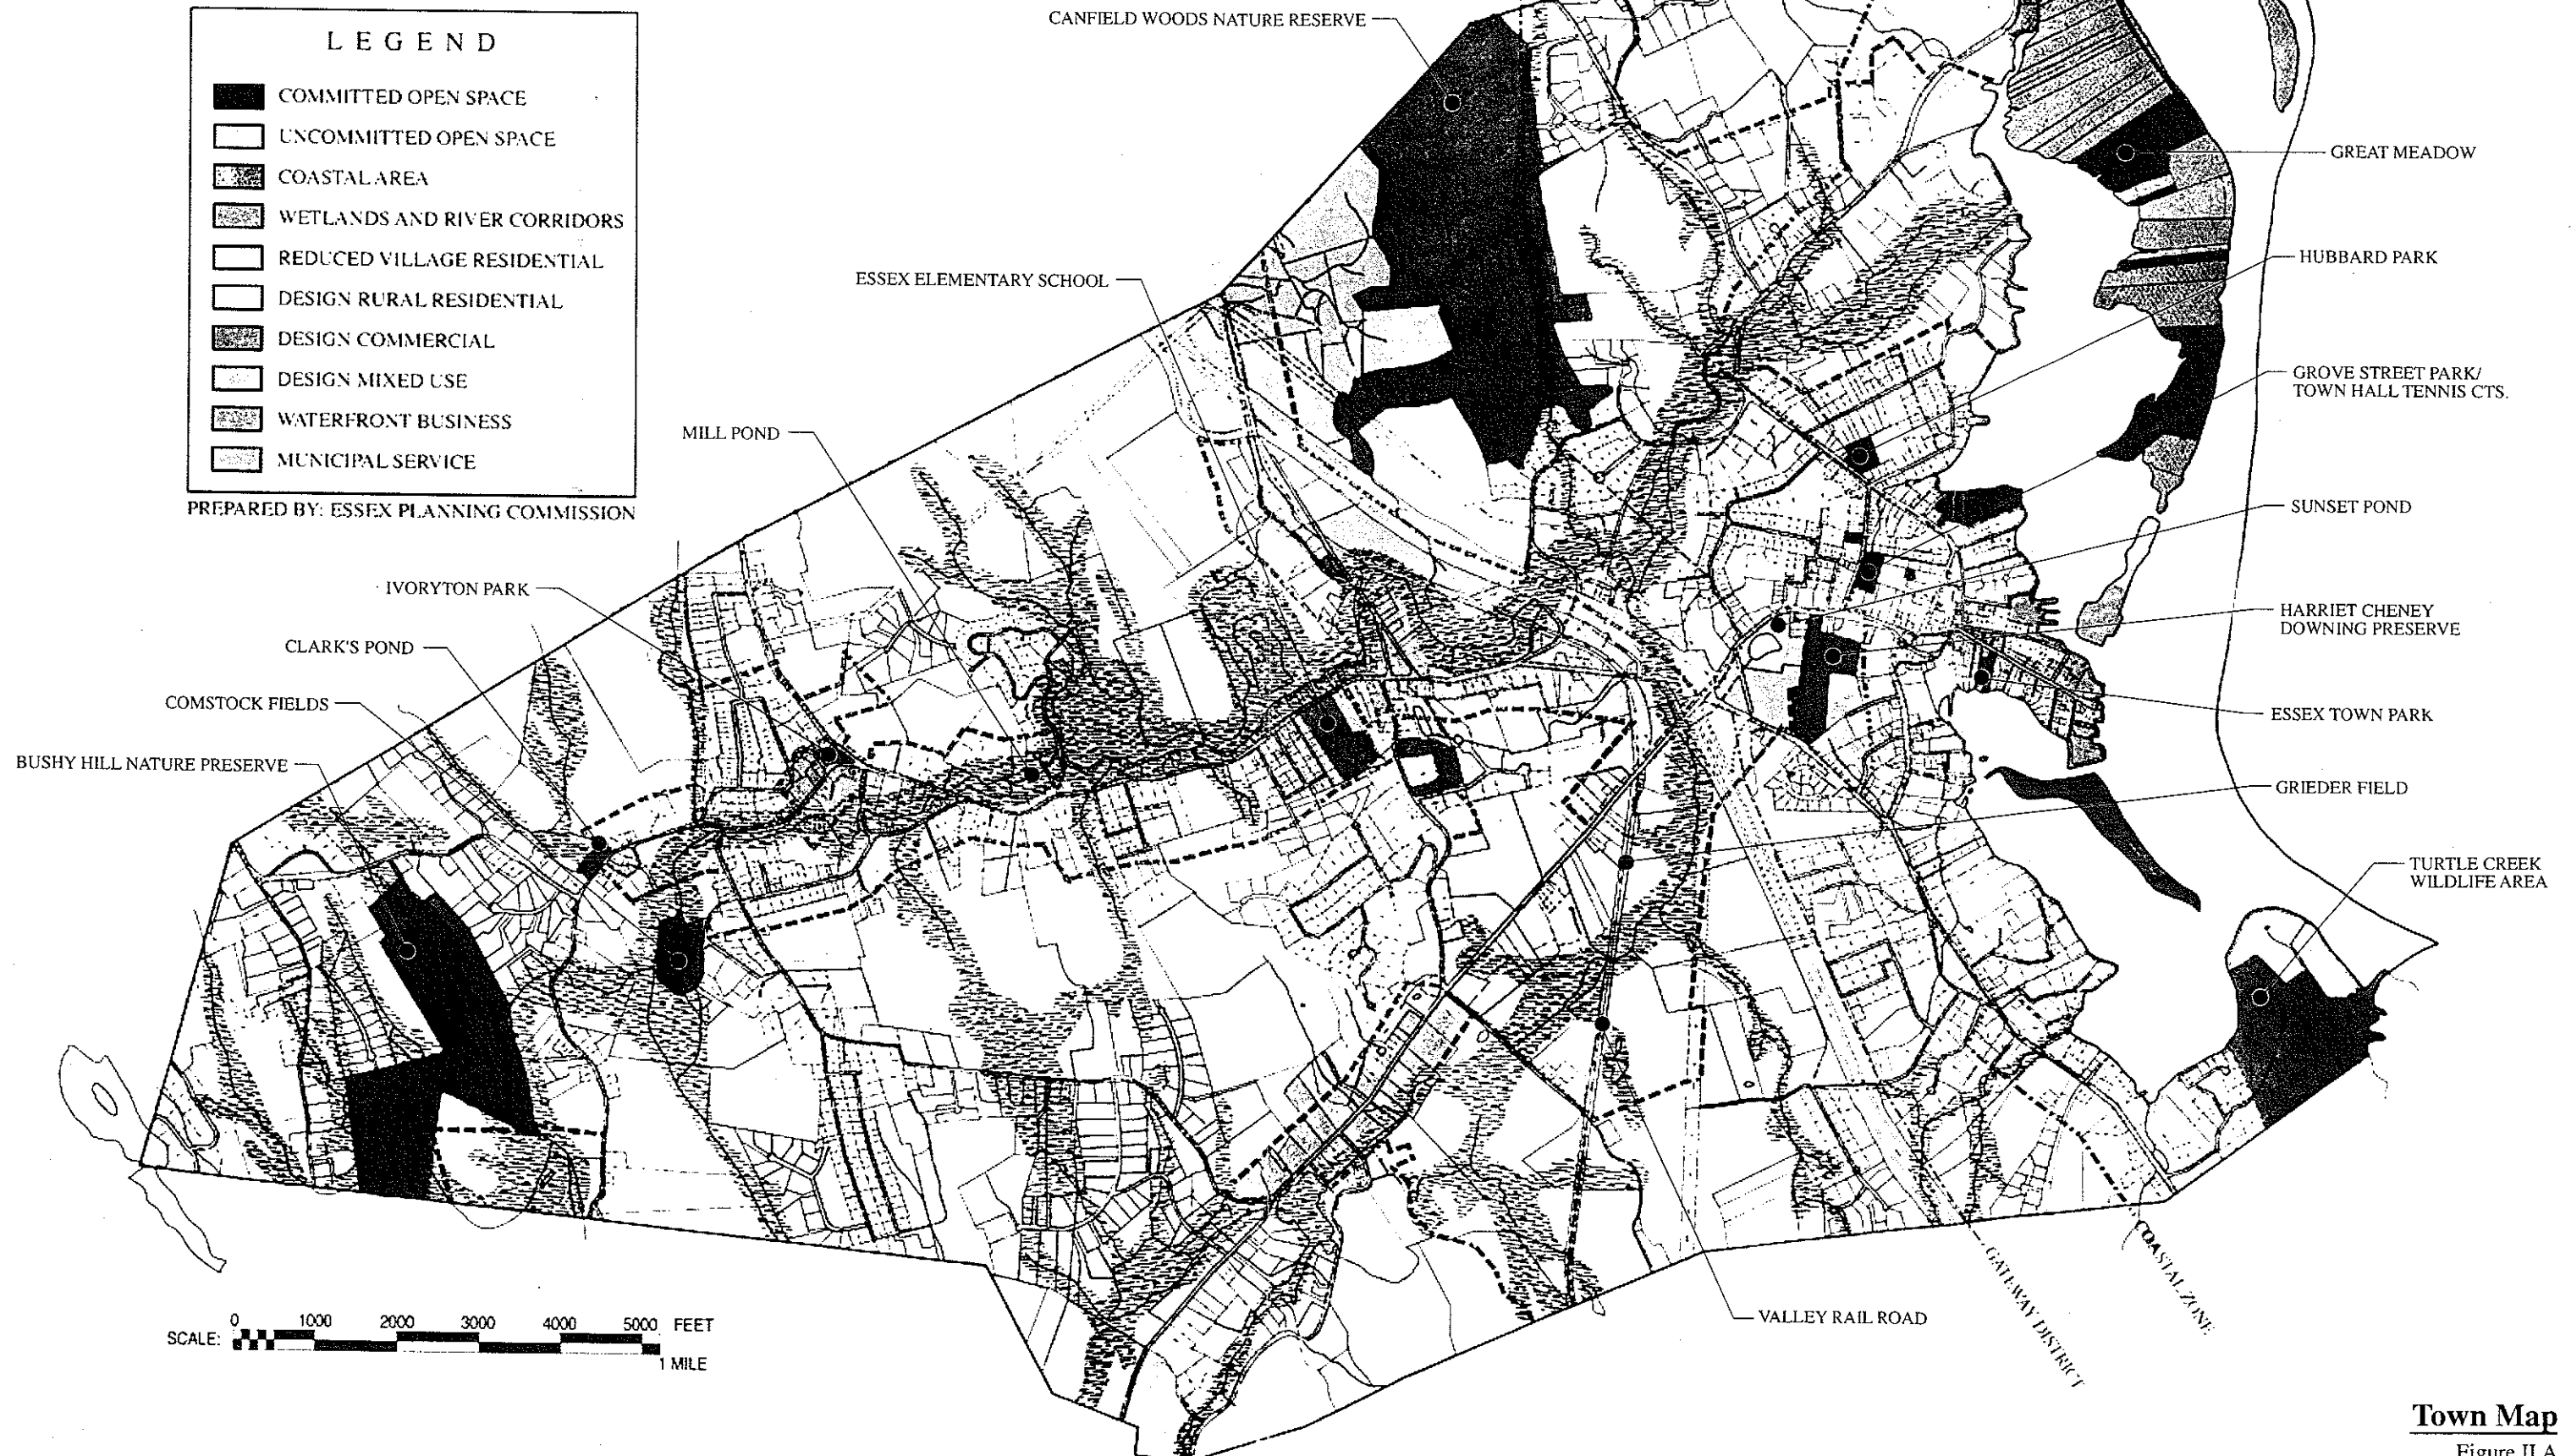 LEGEND
COMMITTED OPEN SPACE
UNCOMMITTED OPEN SPACE
COASTAL AREA
WETLANDS AND RIVER CORRIDORS
REDUCED VILLAGE RESIDENTIAL
DESIGN RURAL RESIDENTIAL
DESIGN COMMERCIAL
DESIGN MIXED USE
WATERFRONT BUSINESS
MUNICIPAL SERVICE
PREPARED BY: ESSEX PLANNING COMMISSION
CANFIELD WOODS NATURE RESERVE
ESSEX ELEMENTARY SCHOOL
MILL POND
IVORYTON PARK
CLARK'S POND
COMSTOCK FIELDS
BUSHY HILL NATURE PRESERVE
GREAT MEADOW
HUBBARD PARK
GROVE STREET PARK/
TOWN HALL TENNIS CTS.
SUNSET POND
HARRIET CHENEY
DOWNING PRESERVE
ESSEX TOWN PARK
GRIEDER FIELD
TURTLE CREEK
WILDLIFE AREA
VALLEY RAIL ROAD
GATEWAY DISTRICT
COASTAL ZONE
SCALE: 0 1000 2000 3000 4000 5000 FEET
1 MILE
Town Map
Figure II.A